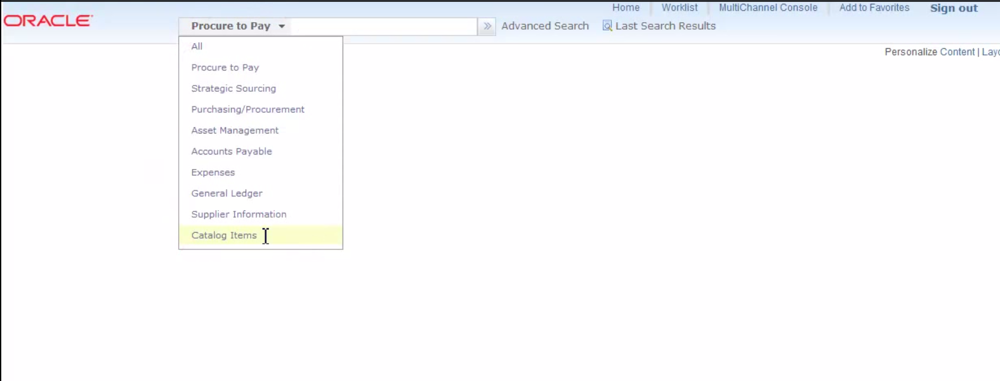 ORACLE
Home Worklist MultiChannel Console Add to Favorites Sign out
Procure to Pay » Advanced Search Last Search Results
Personalize Content |
All
Procure to Pay
Strategic Sourcing
Purchasing/Procurement
Asset Management
Accounts Payable
Expenses
General Ledger
Supplier Information
Catalog Items